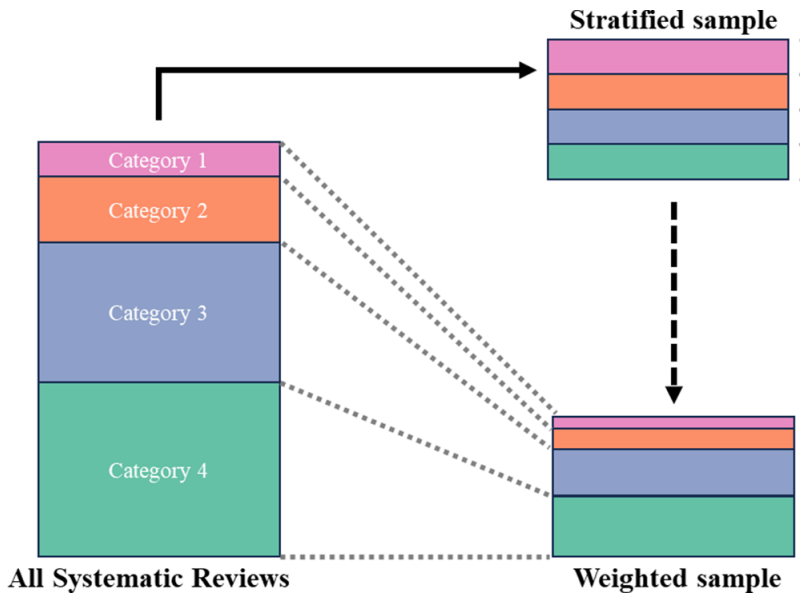 Stratified sample
Category 1
Category 2
Category 3
Category 4
All Systematic Reviews
Weighted sample